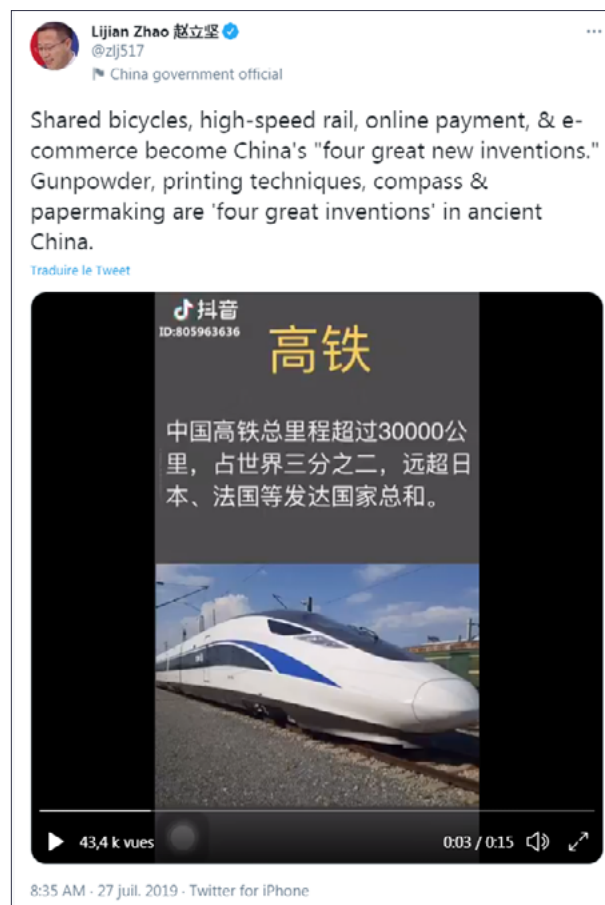 Lijian Zhao 赵立坚
@zlj517
China government official
Shared bicycles, high-speed rail, online payment, & e-
commerce become China's "four great new inventions."
Gunpowder, printing techniques, compass &
papermaking are 'four great inventions' in ancient
China.
Traduire le Tweet
抖音
ID:805963636
高铁
中国高铁总里程超过30000公
里，占世界三分之二，远超日
本、法国等发达国家总和。
43,4 k vues
0:03 / 0:15
8:35 AM · 27 juil. 2019 · Twitter for iPhone